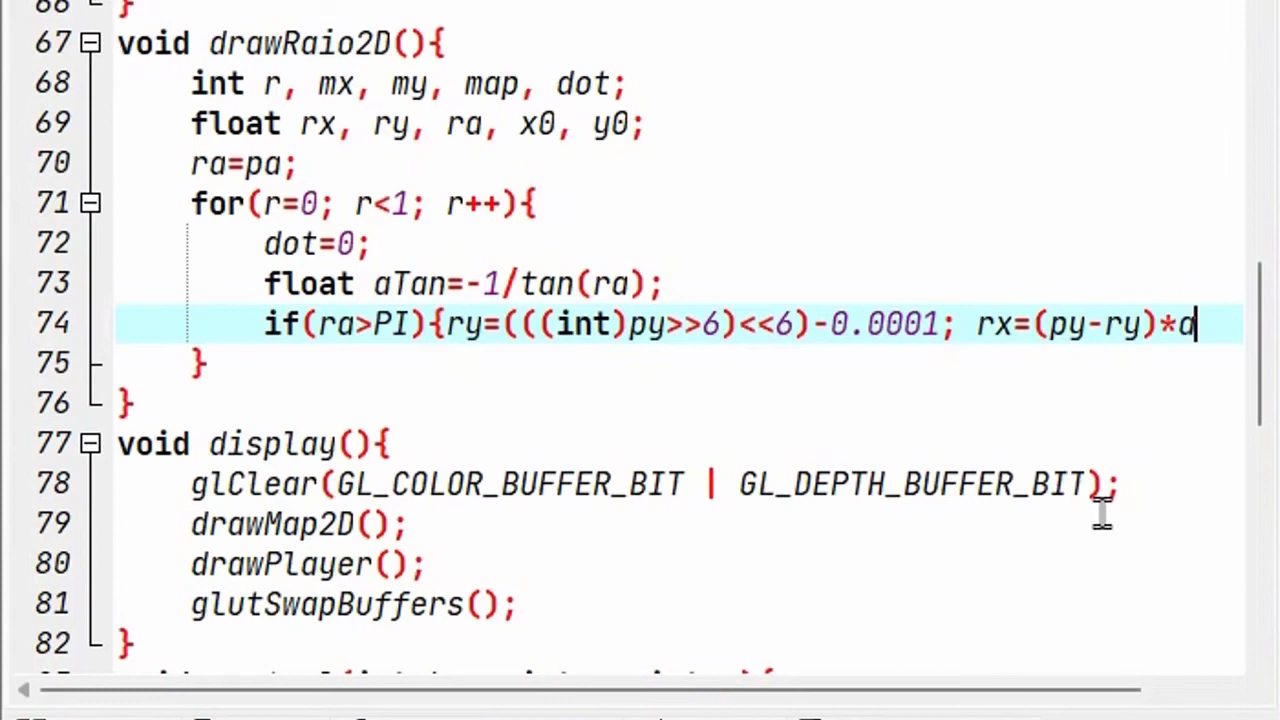 66 }
67 void drawRaio2D(){
68 int r, mx, my, map, dot;
69 float rx, ry, ra, x0, y0;
70 ra=pa;
71 for(r=0; r<1; r++){
72 dot=0;
73 float aTan=-1/tan(ra);
74 if(ra>PI){ry=(((int)py>>6)<<6)-0.0001; rx=(py-ry)*a
75 }
76 }
77 void display(){
78 glClear(GL_COLOR_BUFFER_BIT | GL_DEPTH_BUFFER_BIT);
79 drawMap2D();
80 drawPlayer();
81 glutSwapBuffers();
82 }